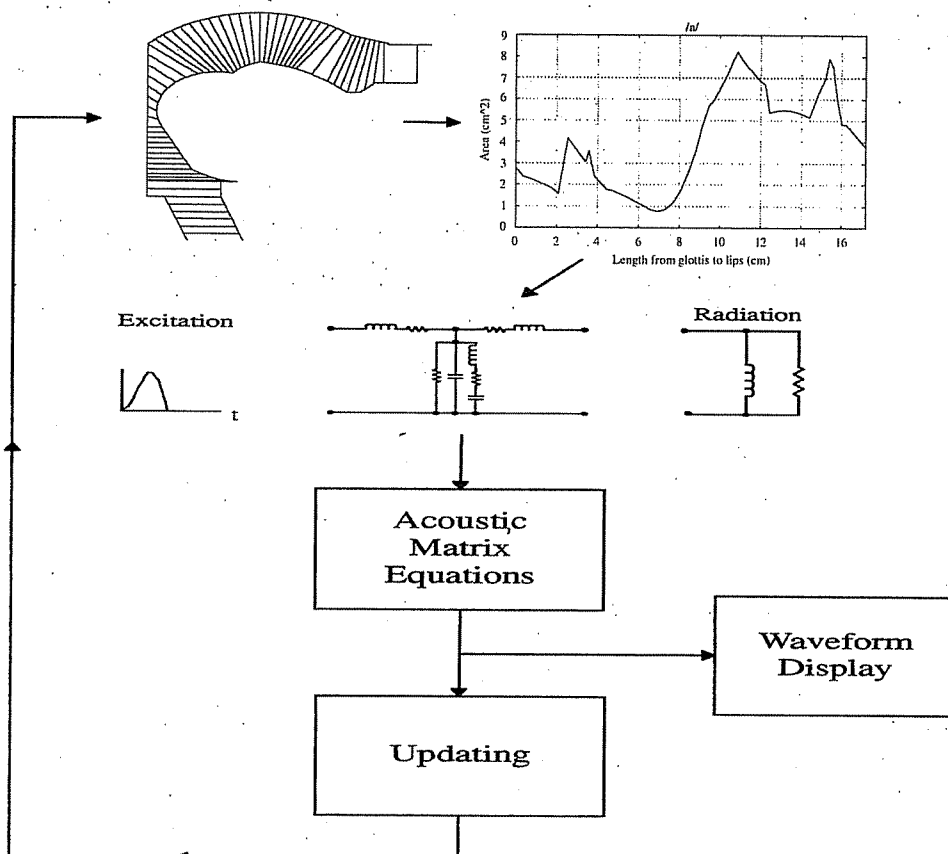 /a/
9
8
7
6
5
4
3
2
1
0
Area (cm^2)
0 2 4 6 8 10 12 14 16
Length from glottis to lips (cm)
Excitation
t
Radiation
Acoustic
Matrix
Equations
Waveform
Display
Updating